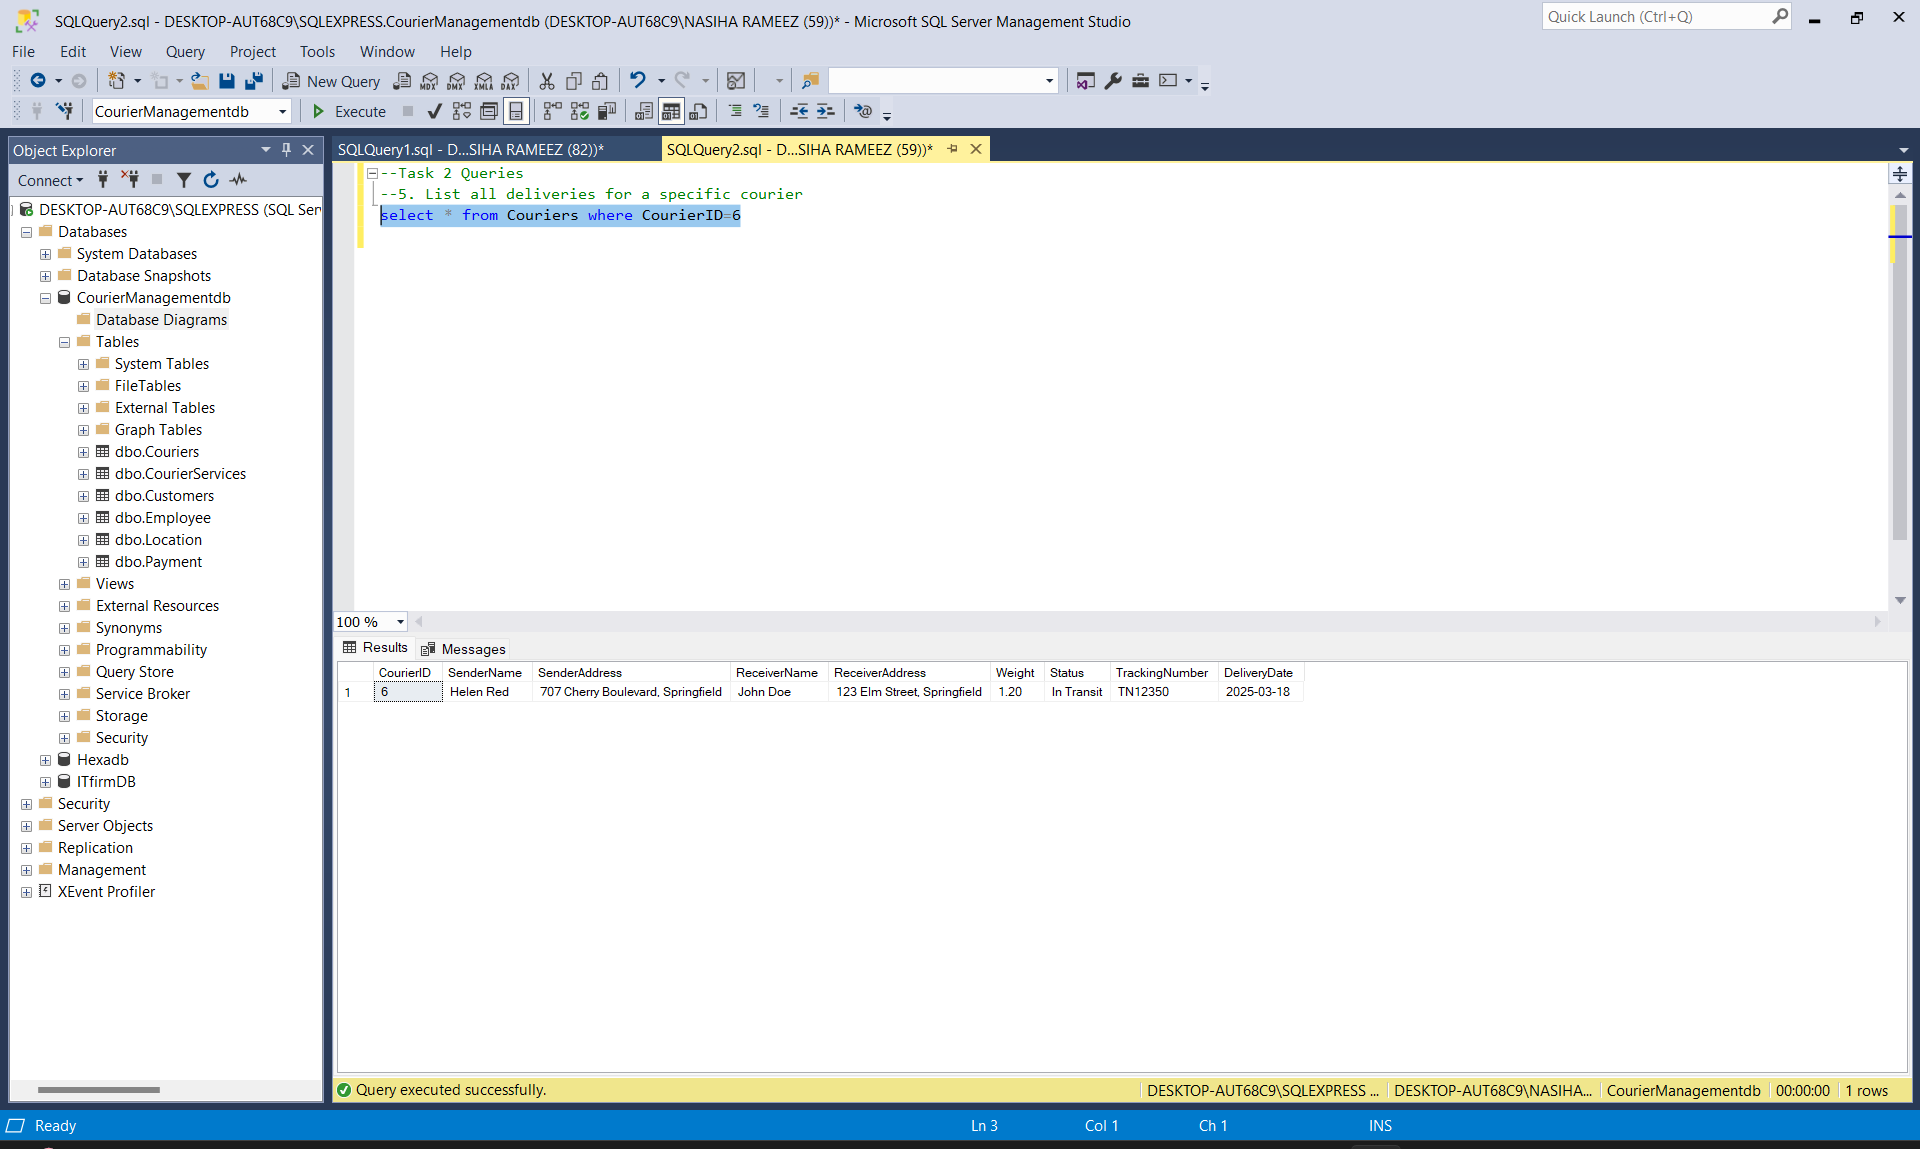 SQLQuery2.sql - DESKTOP-AUT68C9\SQLEXPRESS.CourierManagementdb (DESKTOP-AUT68C9\NASIHA RAMEEZ (59))* - Microsoft SQL Server Management Studio
Quick Launch (Ctrl+Q)
File Edit View Query Project Tools Window Help
New Query MDX DMX XMLA DAX
CourierManagementdb Execute
Object Explorer
SQLQuery1.sql - D...SIHA RAMEEZ (82))*
SQLQuery2.sql - D...SIHA RAMEEZ (59))*
Connect
DESKTOP-AUT68C9\SQLEXPRESS (SQL Ser
Databases
System Databases
Database Snapshots
CourierManagementdb
Database Diagrams
Tables
System Tables
FileTables
External Tables
Graph Tables
dbo.Couriers
dbo.CourierServices
dbo.Customers
dbo.Employee
dbo.Location
dbo.Payment
Views
External Resources
Synonyms
Programmability
Query Store
Service Broker
Storage
Security
Hexadb
ITfirmDB
Security
Server Objects
Replication
Management
XEvent Profiler
--Task 2 Queries
--5. List all deliveries for a specific courier
select * from Couriers where CourierID=6
100 %
Results Messages
CourierID SenderName SenderAddress ReceiverName ReceiverAddress Weight Status TrackingNumber DeliveryDate
1 6 Helen Red 707 Cherry Boulevard, Springfield John Doe 123 Elm Street, Springfield 1.20 In Transit TN12350 2025-03-18
Query executed successfully.
DESKTOP-AUT68C9\SQLEXPRESS ... DESKTOP-AUT68C9\NASIHA... CourierManagementdb 00:00:00 1 rows
Ready Ln 3 Col 1 Ch 1 INS